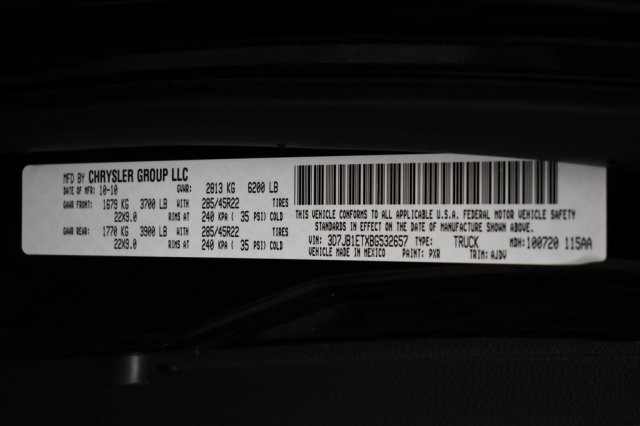 MFD BY CHRYSLER GROUP LLC
DATE OF MFR: 10-10 GVWR: 2813 KG 6200 LB
GAWR FRONT: 1679 KG 3700 LB WITH 285/45R22 TIRES
22X9.0 RIMS AT 240 KPA ( 35 PSI) COLD
GAWR REAR: 1770 KG 3900 LB WITH 285/45R22 TIRES
22X9.0 RIMS AT 240 KPA ( 35 PSI) COLD
THIS VEHICLE CONFORMS TO ALL APPLICABLE U.S.A. FEDERAL MOTOR VEHICLE SAFETY
STANDARDS IN EFFECT ON THE DATE OF MANUFACTURE SHOWN ABOVE.
VIN: 3D7JB1ETXBG532657 TYPE: TRUCK MDH: 100720 115AA
VEHICLE MADE IN MEXICO PAINT: PXR TRIM: AJDV